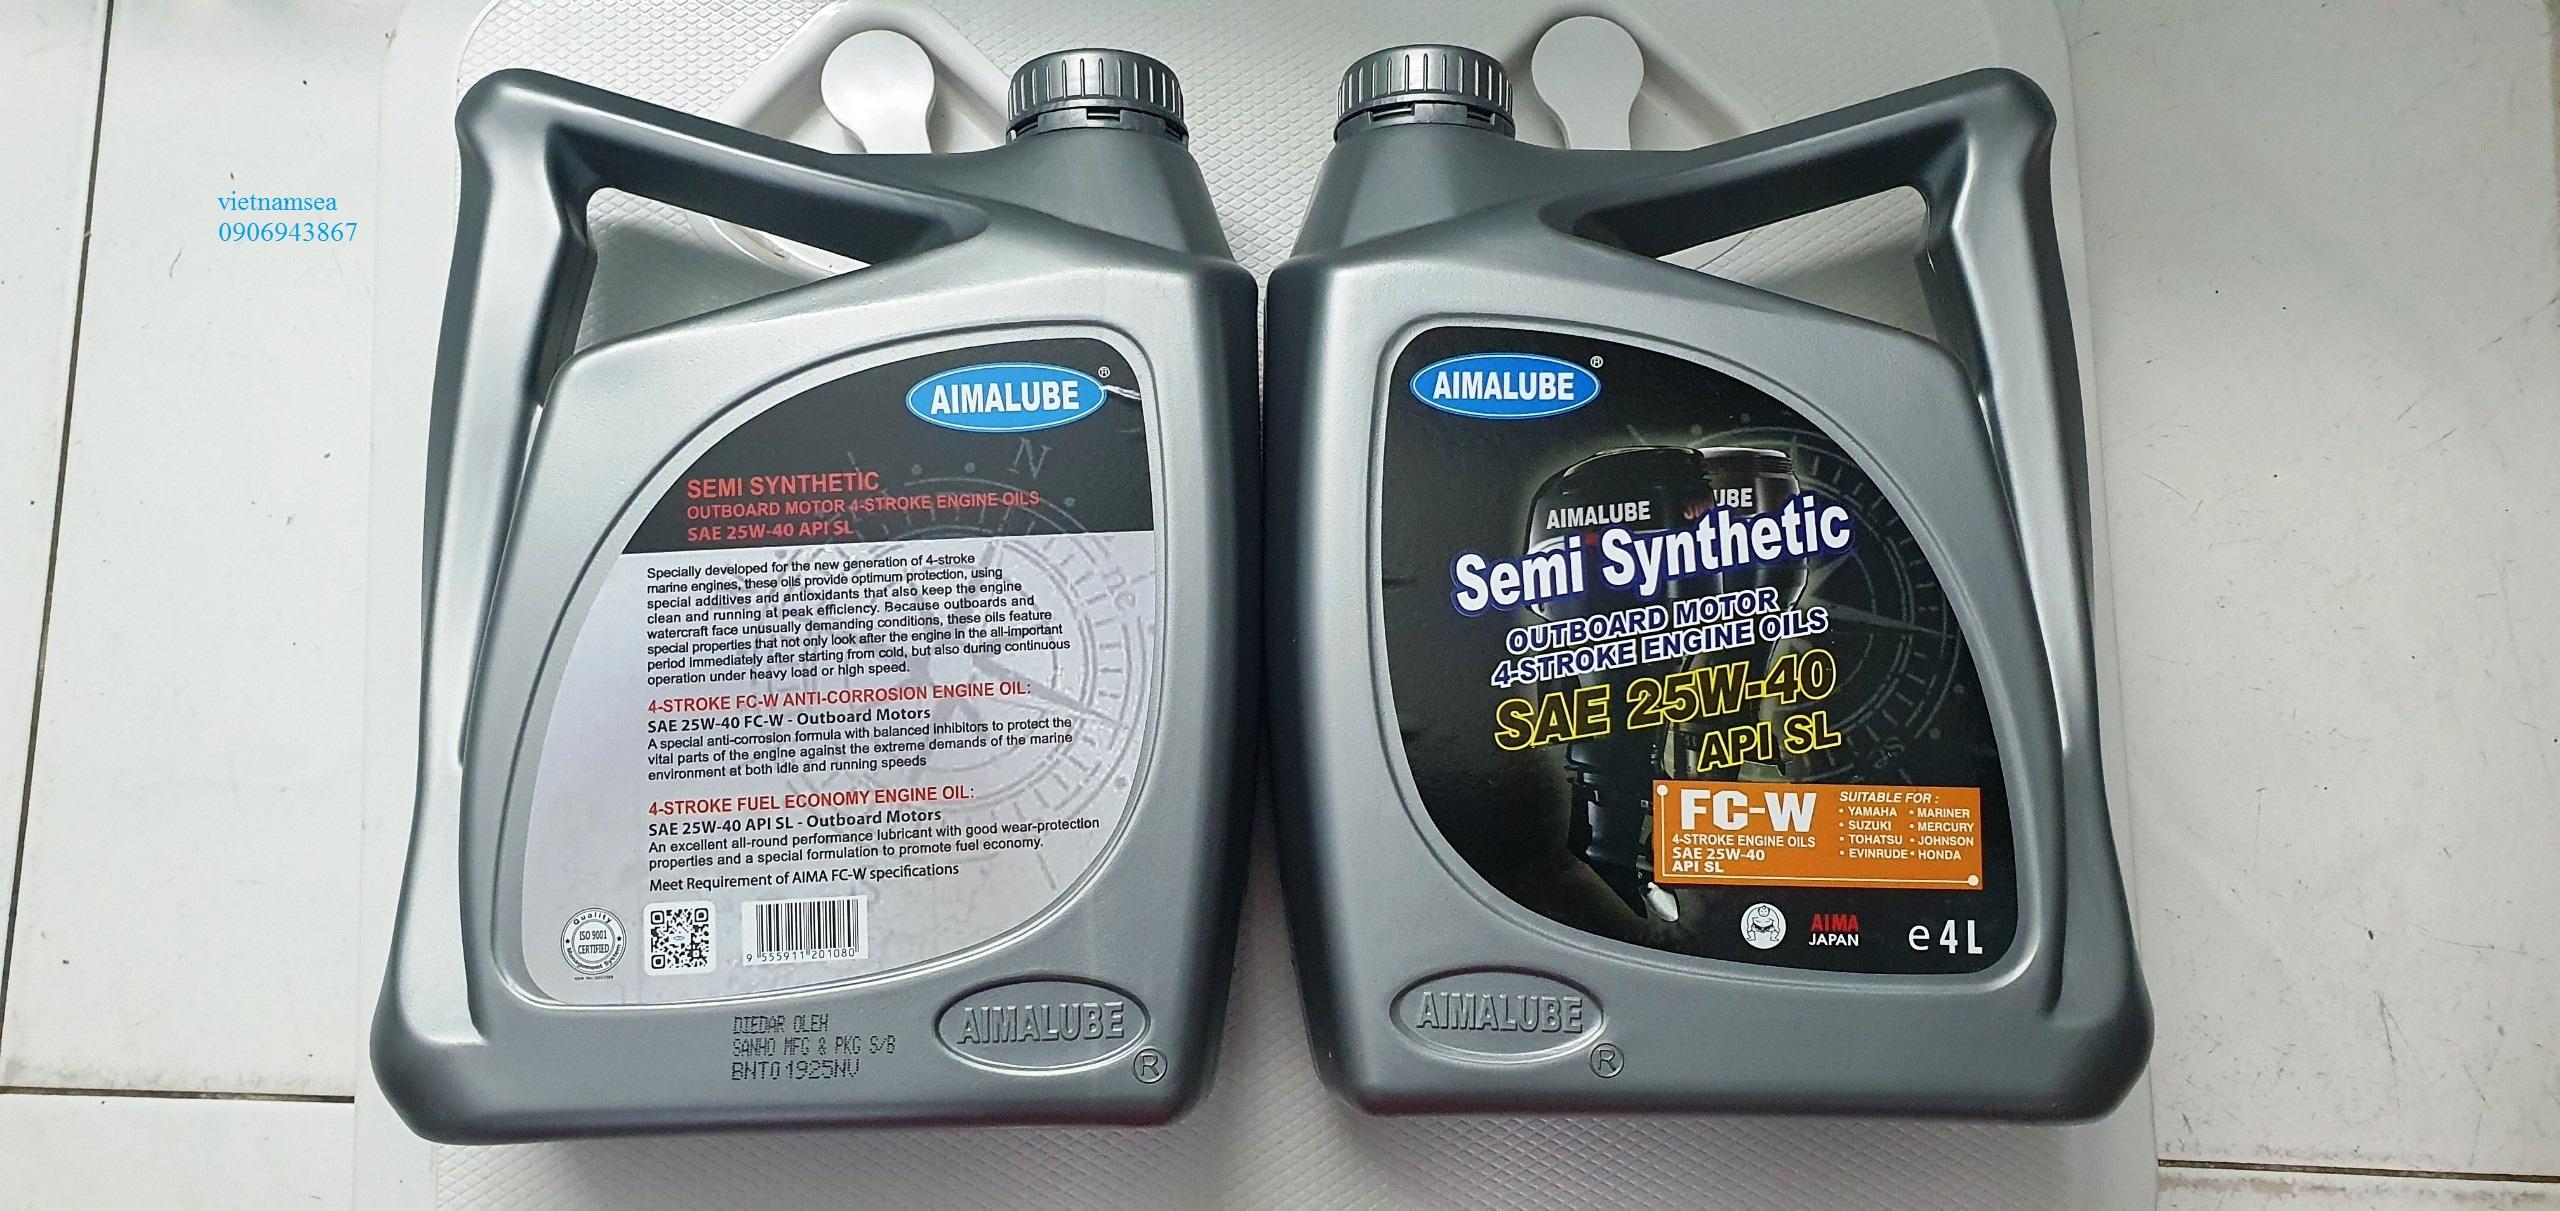 vietnamsea
0906943867
AIMALUBE ®
SEMI SYNTHETIC
OUTBOARD MOTOR 4-STROKE ENGINE OILS
SAE 25W-40 API SL
Specially developed for the new generation of 4-stroke
marine engines, these oils provide optimum protection, using
special additives and antioxidants that also keep the engine
clean and running at peak efficiency. Because outboards and
watercraft face unusually demanding conditions, these oils feature
special properties that not only look after the engine in the all-important
period immediately after starting from cold, but also during continuous
operation under heavy load or high speed.
4-STROKE FC-W ANTI-CORROSION ENGINE OIL:
SAE 25W-40 FC-W - Outboard Motors
A special anti-corrosion formula with balanced inhibitors to protect the
vital parts of the engine against the extreme demands of the marine
environment at both idle and running speeds
4-STROKE FUEL ECONOMY ENGINE OIL:
SAE 25W-40 API SL - Outboard Motors
An excellent all-round performance lubricant with good wear-protection
properties and a special formulation to promote fuel economy.
Meet Requirement of AIMA FC-W specifications
Quality
ISO 9001
CERTIFIED
Management System
9 555911 201080
DIEDAR OLEH
SANHO MFG & PKG S/B
BNT01925NV
AIMALUBE
®
N
AIMALUBE ®
AIMALUBE
UBE
Semi Synthetic
OUTBOARD MOTOR
4-STROKE ENGINE OILS
SAE 25W-40
API SL
FC-W
4-STROKE ENGINE OILS
SAE 25W-40
API SL
SUITABLE FOR :
• YAMAHA • MARINER
• SUZUKI • MERCURY
• TOHATSU • JOHNSON
• EVINRUDE • HONDA
AIMA
JAPAN
e 4 L
AIMALUBE
®